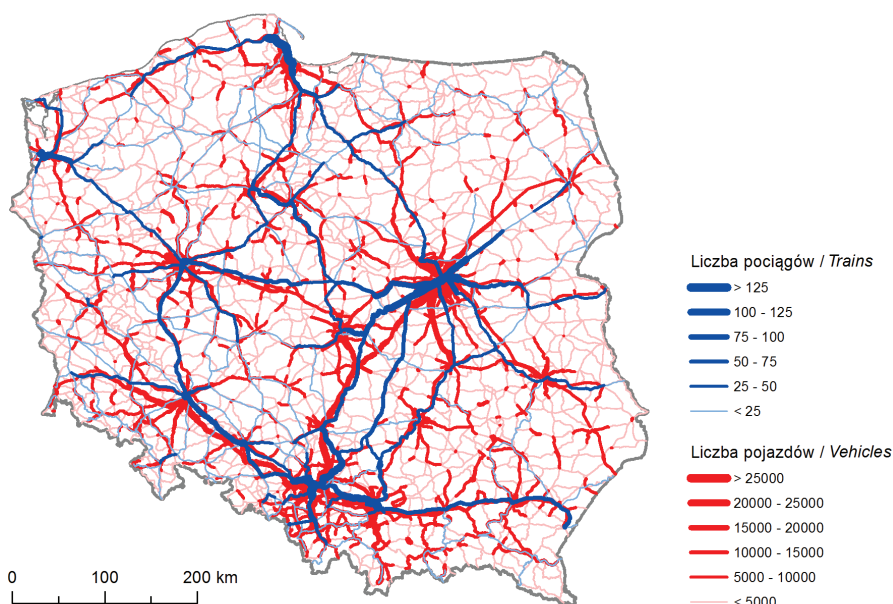 Liczba pociągów / Trains
> 125
100 - 125
75 - 100
50 - 75
25 - 50
< 25
Liczba pojazdów / Vehicles
> 25000
20000 - 25000
15000 - 20000
10000 - 15000
5000 - 10000
< 5000
0 100 200 km